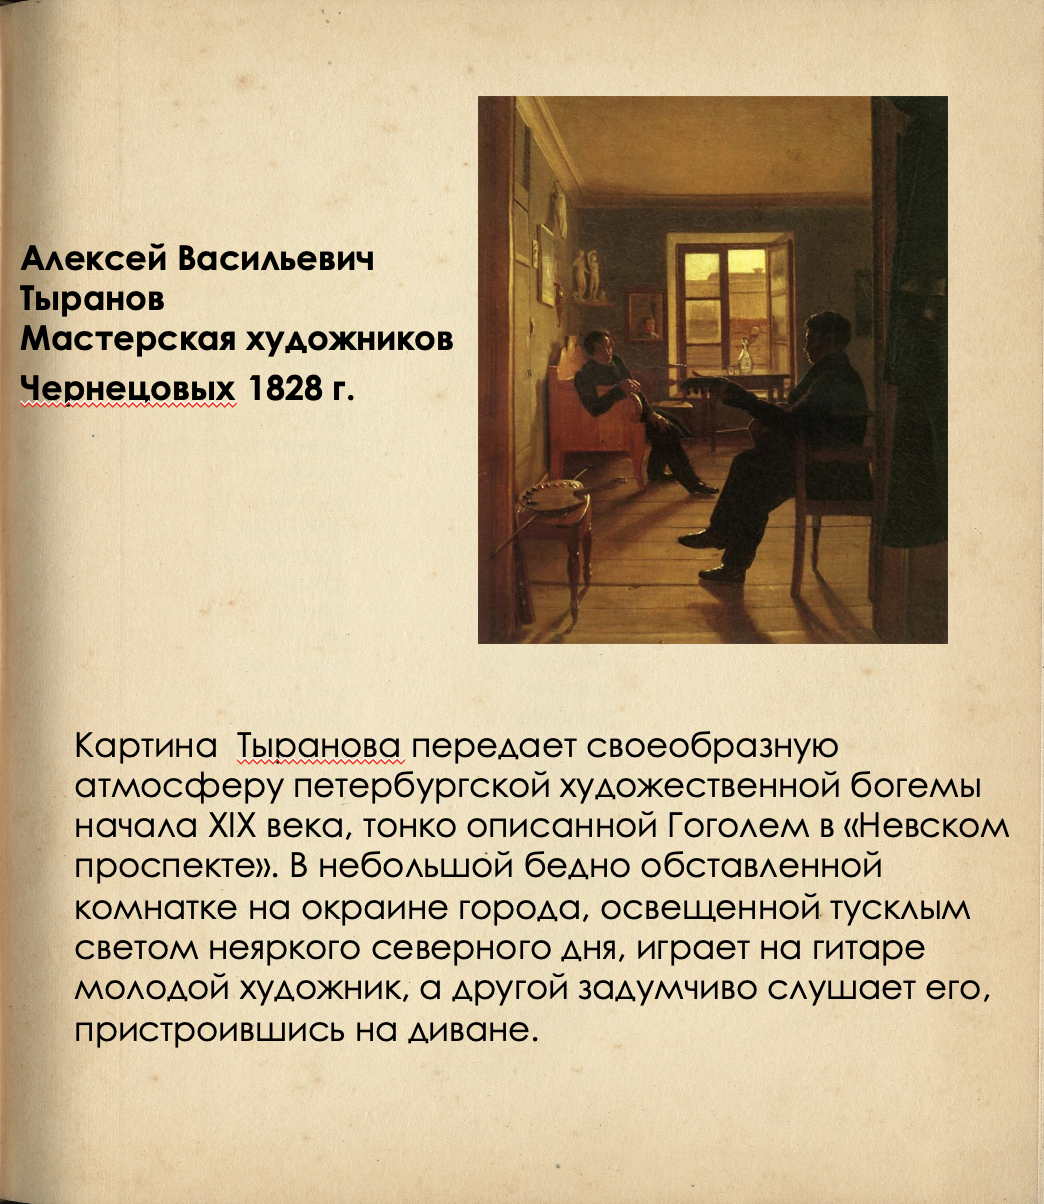 Алексей Васильевич
Тыранов
Мастерская художников
Чернецовых 1828 г.
Картина Тыранова передает своеобразную
атмосферу петербургской художественной богемы
начала XIX века, тонко описанной Гоголем в «Невском
проспекте». В небольшой бедно обставленной
комнатке на окраине города, освещенной тусклым
светом неяркого северного дня, играет на гитаре
молодой художник, а другой задумчиво слушает его,
пристроившись на диване.